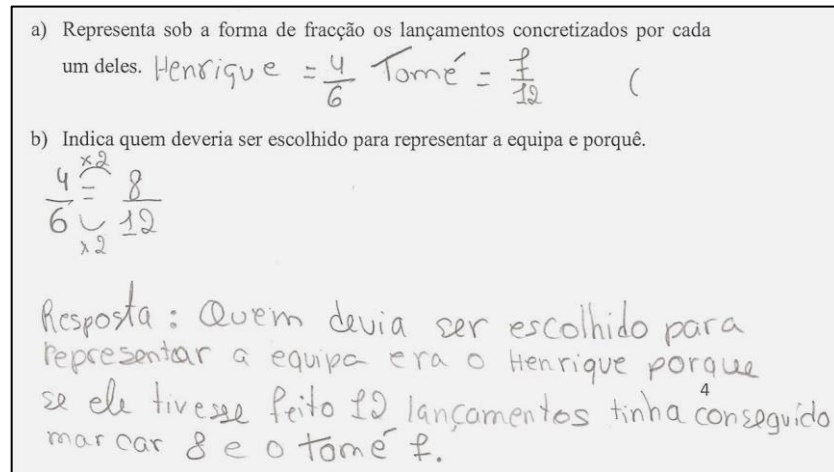 a) Representa sob a forma de fracção os lançamentos concretizados por cada
um deles. Henrique = 4/6 Tomé = 7/12 (
b) Indica quem deveria ser escolhido para representar a equipa e porquê.
×2
4/6 = 8/12
×2
Resposta: Quem devia ser escolhido para
representar a equipa era o Henrique porque
4
se ele tivesse feito 12 lançamentos tinha conseguido
marcar 8 e o Tomé 7.